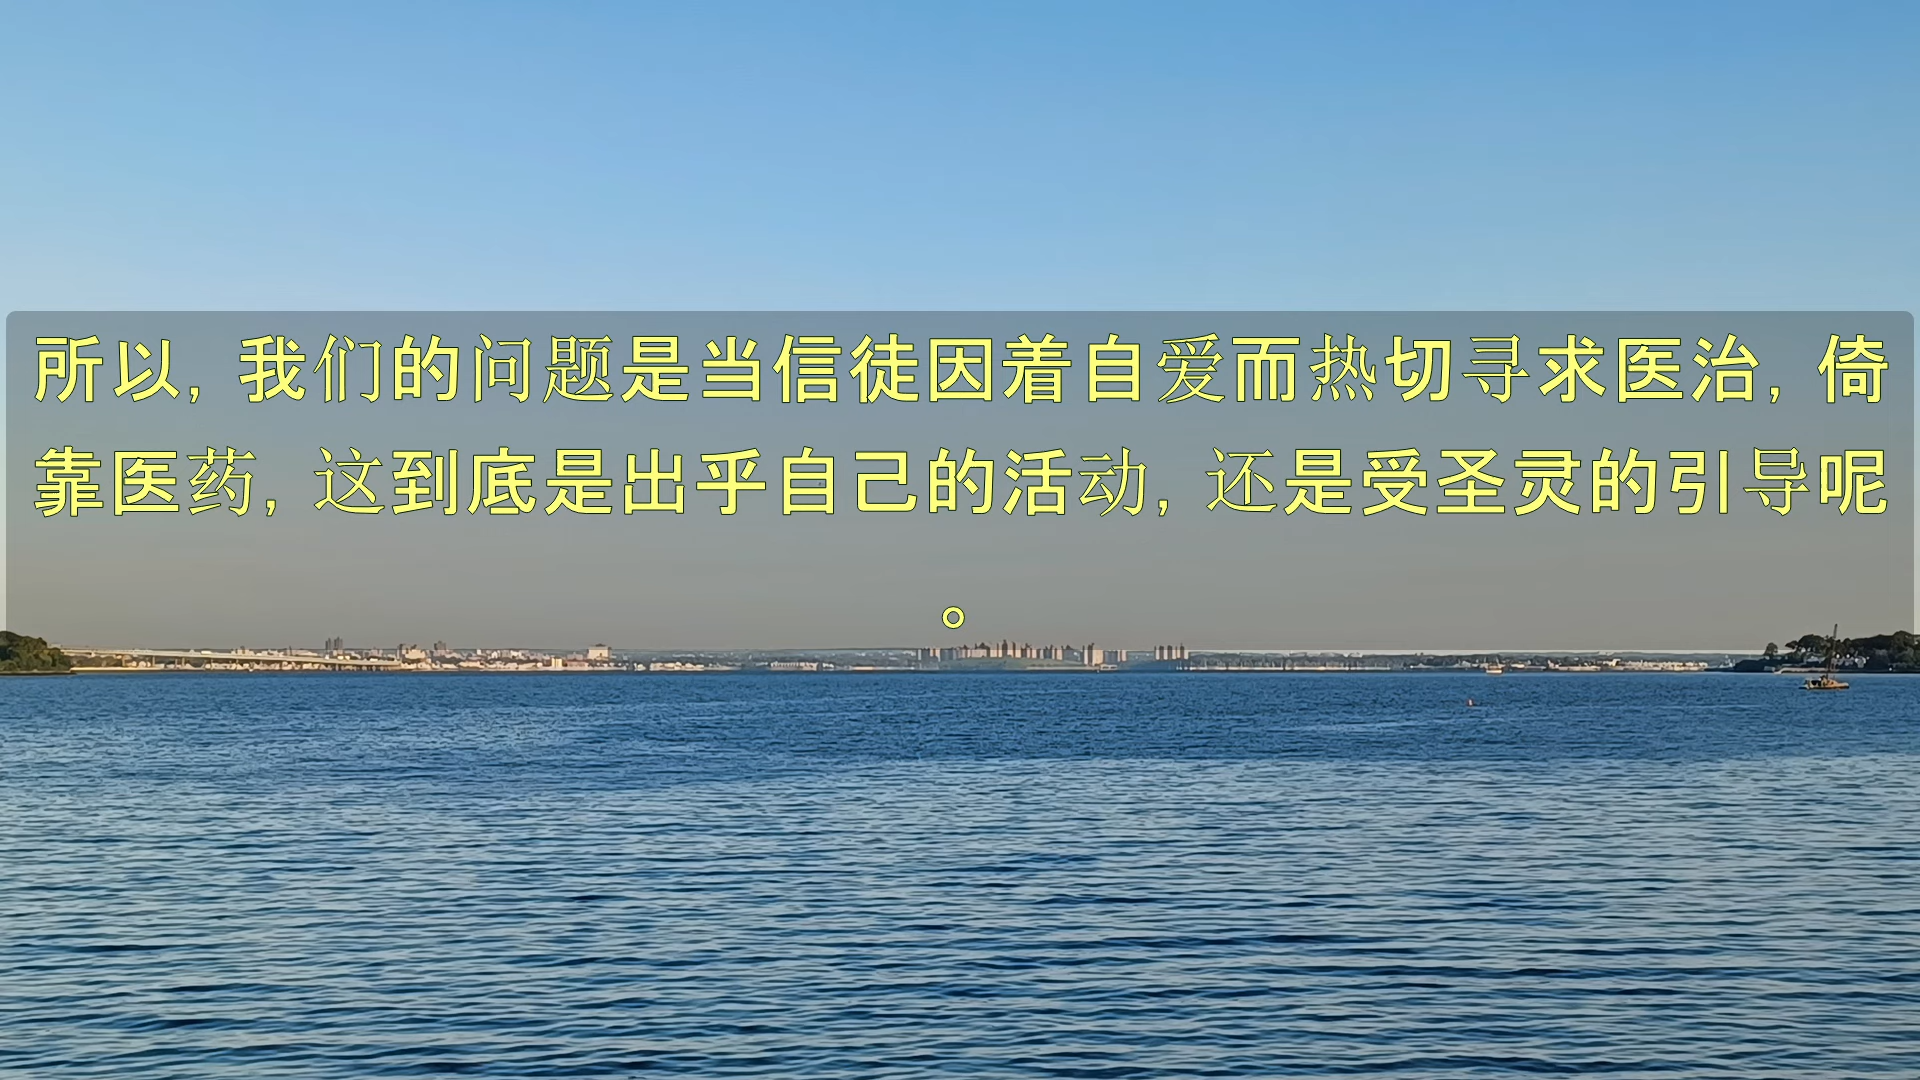 所以, 我们的问题是当信徒因着自爱而热切寻求医治, 倚
靠医药, 这到底是出乎自己的活动, 还是受圣灵的引导呢
。